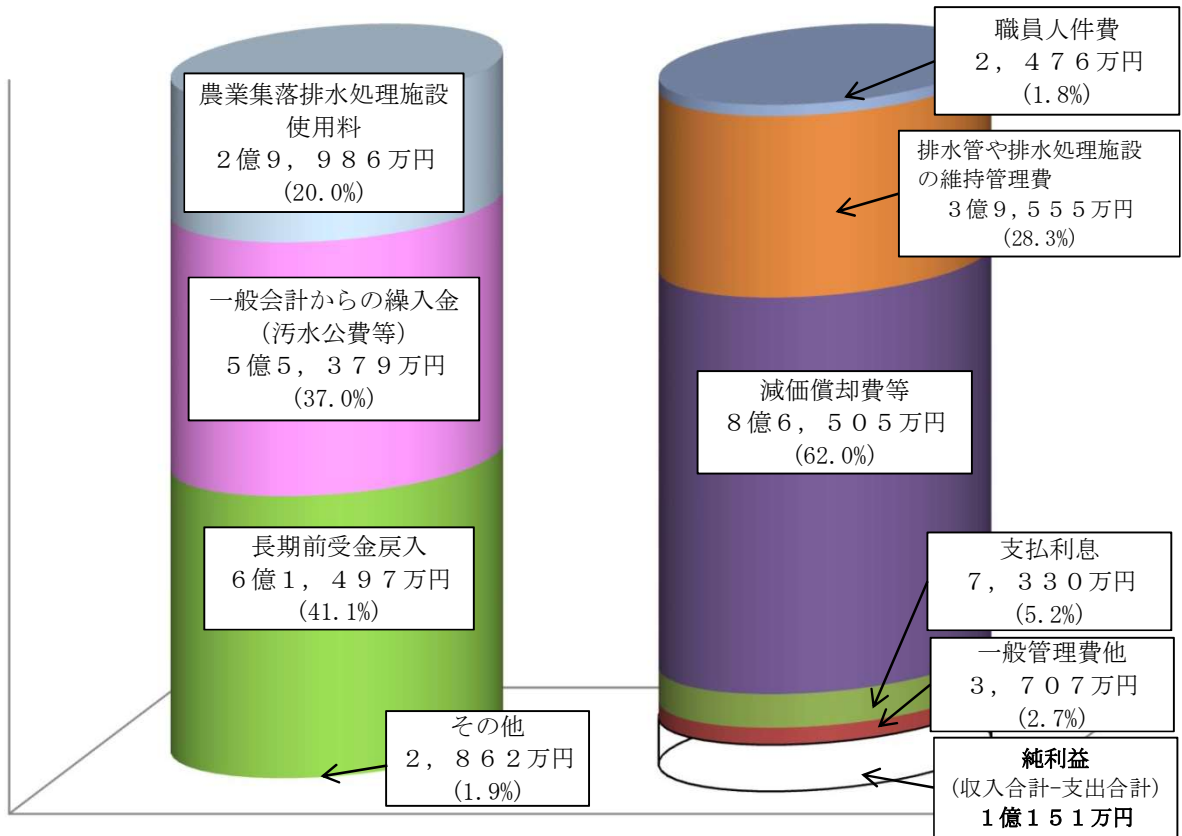 農業集落排水処理施設
使用料
2億9,986万円
(20.0%)
一般会計からの繰入金
(汚水公費等)
5億5,379万円
(37.0%)
長期前受金戻入
6億1,497万円
(41.1%)
その他
2,862万円
(1.9%)
職員人件費
2,476万円
(1.8%)
排水管や排水処理施設
の維持管理費
3億9,555万円
(28.3%)
減価償却費等
8億6,505万円
(62.0%)
支払利息
7,330万円
(5.2%)
一般管理費他
3,707万円
(2.7%)
純利益
(収入合計-支出合計)
1億151万円